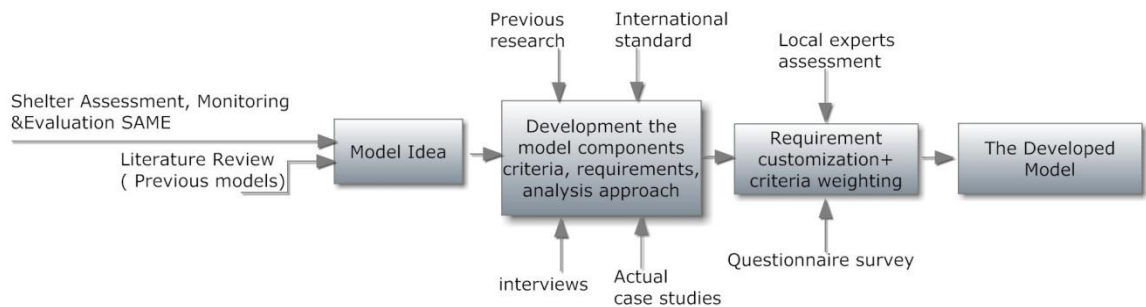 Shelter Assessment, Monitoring
&Evaluation SAME
Literature Review
( Previous models)
Model Idea
Previous
research
International
standard
Development the
model components
criteria, requirements,
analysis approach
interviews
Actual
case studies
Local experts
assessment
Requirement
customization+
criteria weighting
Questionnaire survey
The Developed
Model